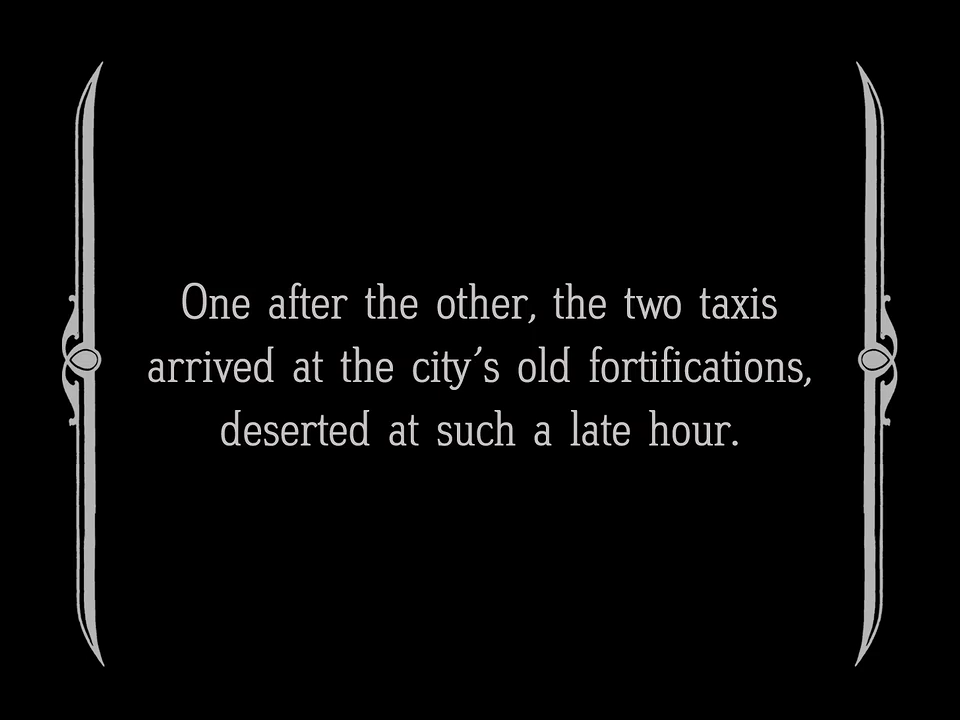 One after the other, the two taxis
arrived at the city's old fortifications,
deserted at such a late hour.